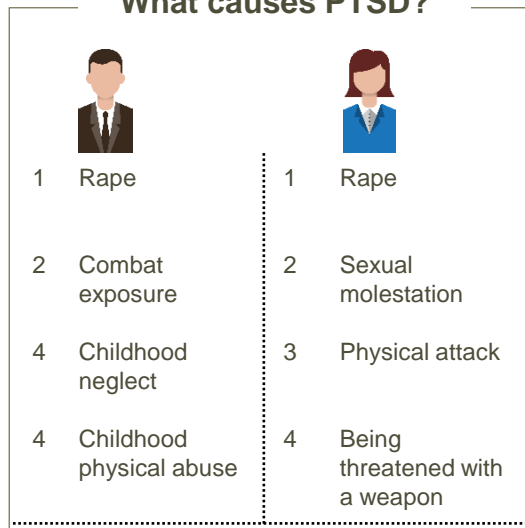 What causes PTSD?
1 Rape
2 Combat
exposure
4 Childhood
neglect
4 Childhood
physical abuse
1 Rape
2 Sexual
molestation
3 Physical attack
4 Being
threatened with
a weapon